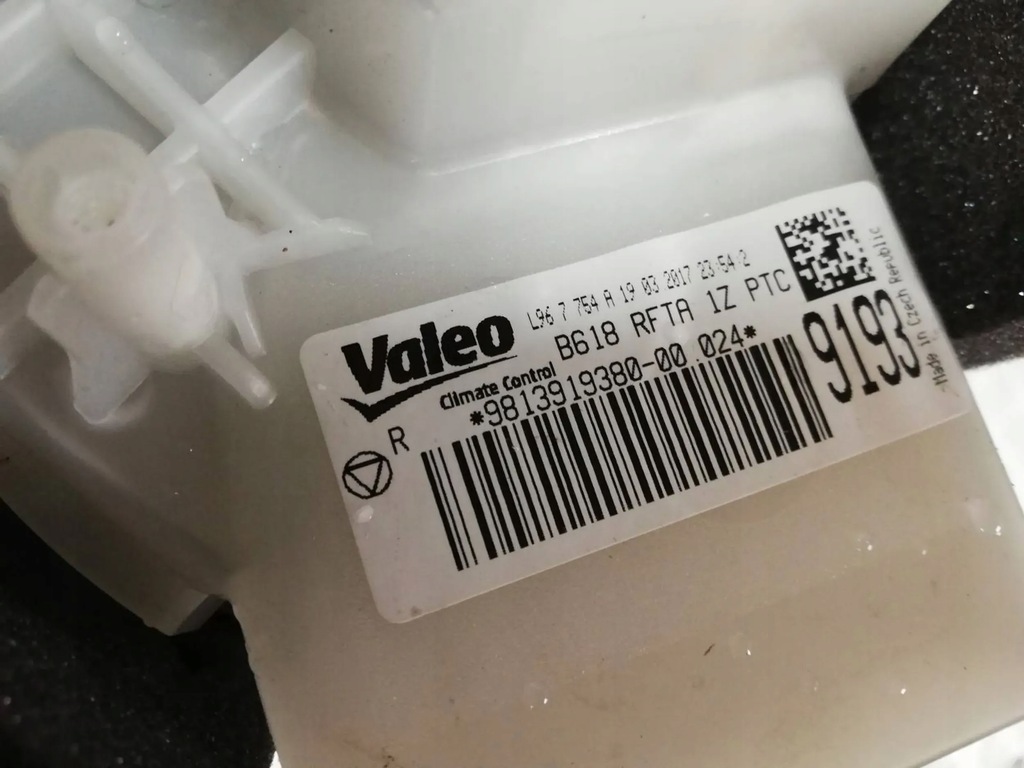 L96 7 754 A 19 03 2017 23:54 2
Valeo
Climate Control
B618 RFTA 1Z PTC
*9813919380-00 024*
R
9193
Made in Czech Republic